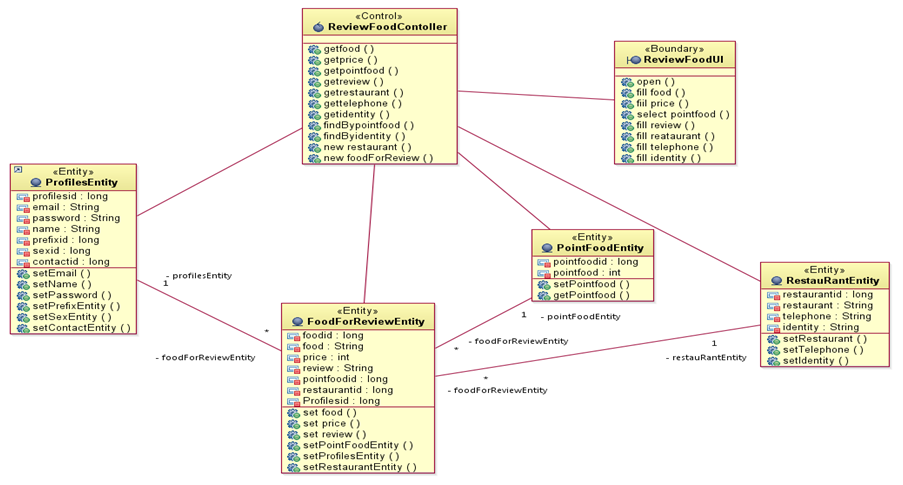 «Control»
ReviewFoodContoller
getfood ( )
getprice ( )
getpointfood ( )
getreview ( )
getrestaurant ( )
gettelephone ( )
getidentity ( )
findBypointfood ( )
findByidentity ( )
new restaurant ( )
new foodForReview ( )
«Boundary»
ReviewFoodUI
open ( )
fill food ( )
fil price ( )
select pointfood ( )
fill review ( )
fill reataurant ( )
fill telephone ( )
fill identity ( )
«Entity»
ProfilesEntity
profilesid : long
email : String
password : String
name : String
prefixid : long
sexid : long
contactid : long
setEmail ( )
setName ( )
setPassword ( )
setPrefixEntity ( )
setSexEntity ( )
setContactEntity ( )
«Entity»
PointFoodEntity
pointfoodid : long
pointfood : int
setPointfood ( )
getPointfood ( )
«Entity»
RestauRantEntity
restaurantid : long
restaurant : String
telephone : String
identity : String
setRestaurant ( )
setTelephone ( )
setIdentity ( )
«Entity»
FoodForReviewEntity
foodid : long
food : String
price : int
review : String
pointfoodid : long
restaurantid : long
Profilesid : long
set food ( )
set price ( )
set review ( )
setPointFoodEntity ( )
setProfilesEntity ( )
setRestaurantEntity ( )
- profilesEntity
1
*
- foodForReviewEntity
1
- pointFoodEntity
*
- foodForReviewEntity
1
- restauRantEntity
*
- foodForReviewEntity